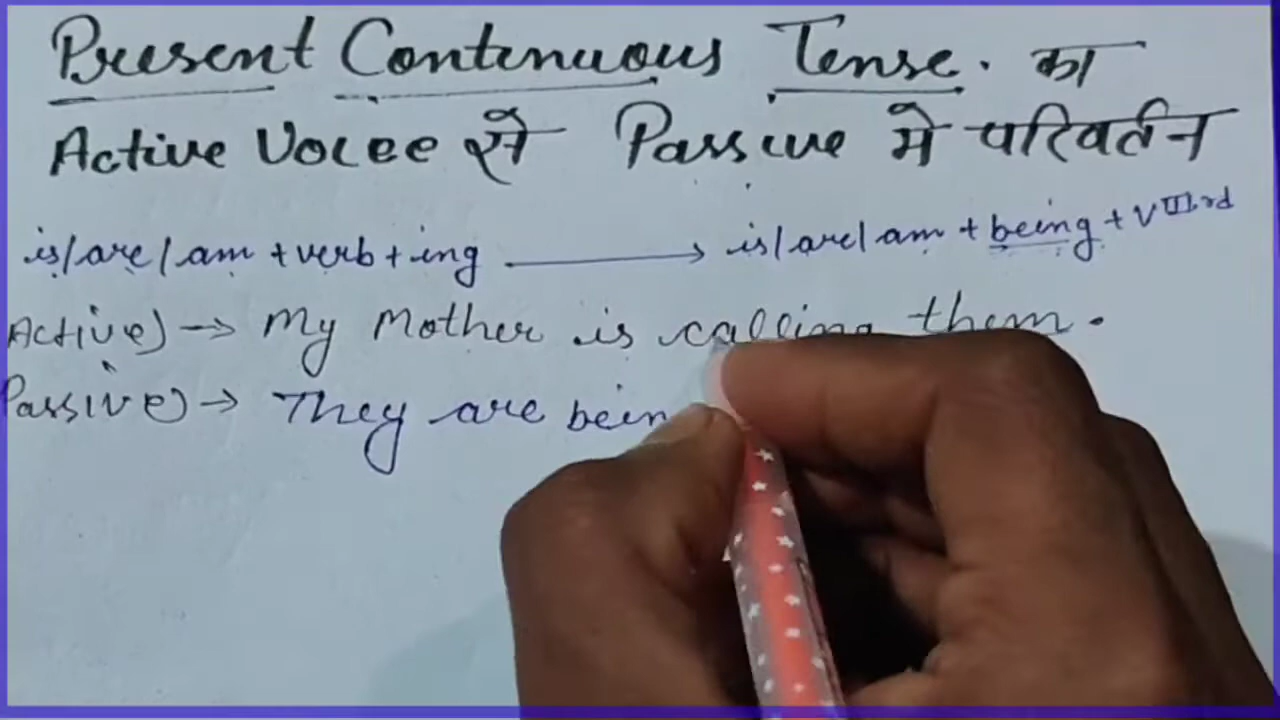 Present Continuous Tense. का
Active Voice से Passive मे परिवर्तन
is/are/am + verb + ing → is/are/am + being + V IIIrd
Active) → My Mother is calling them.
Passive) → They are bein